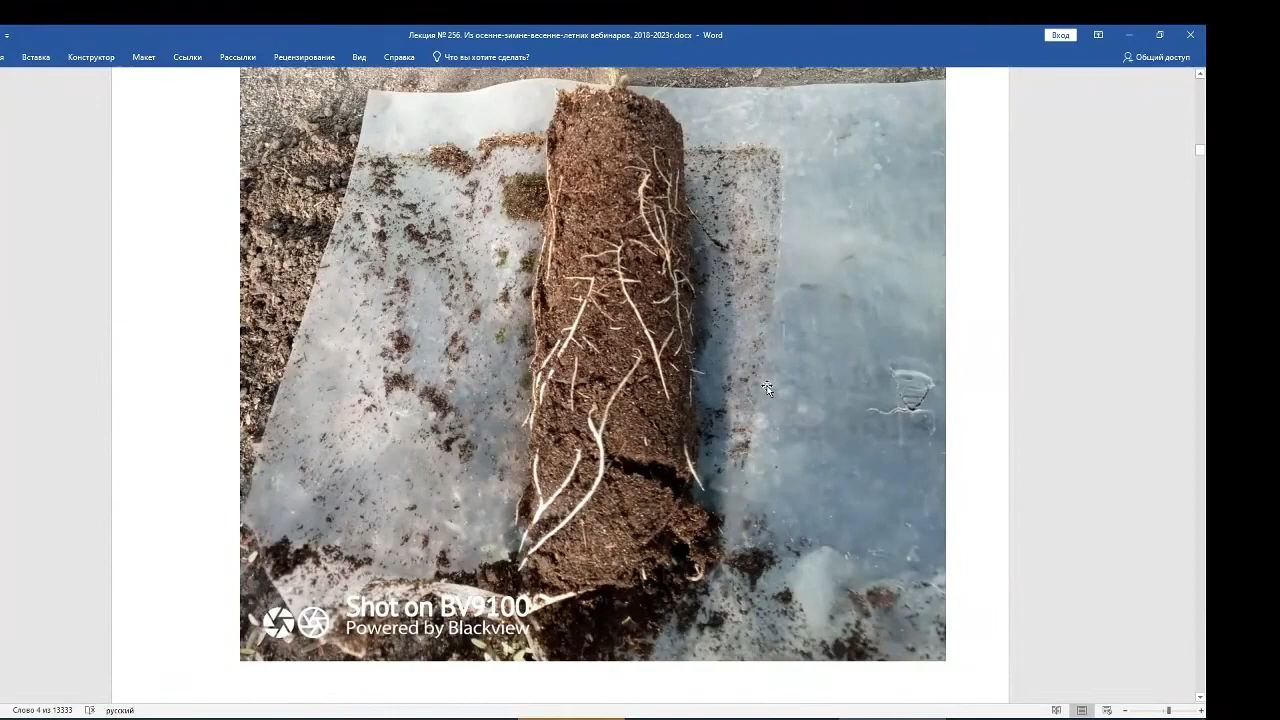 Лекция № 256. Из осенне-зимне-весенне-летних вебинаров. 2018-2023г.docx - Word
Вход
я Вставка Конструктор Макет Ссылки Рассылки Рецензирование Вид Справка Что вы хотите сделать?
Общий доступ
Shot on BV9100
Powered by Blackview
Слово 4 из 13333 русский